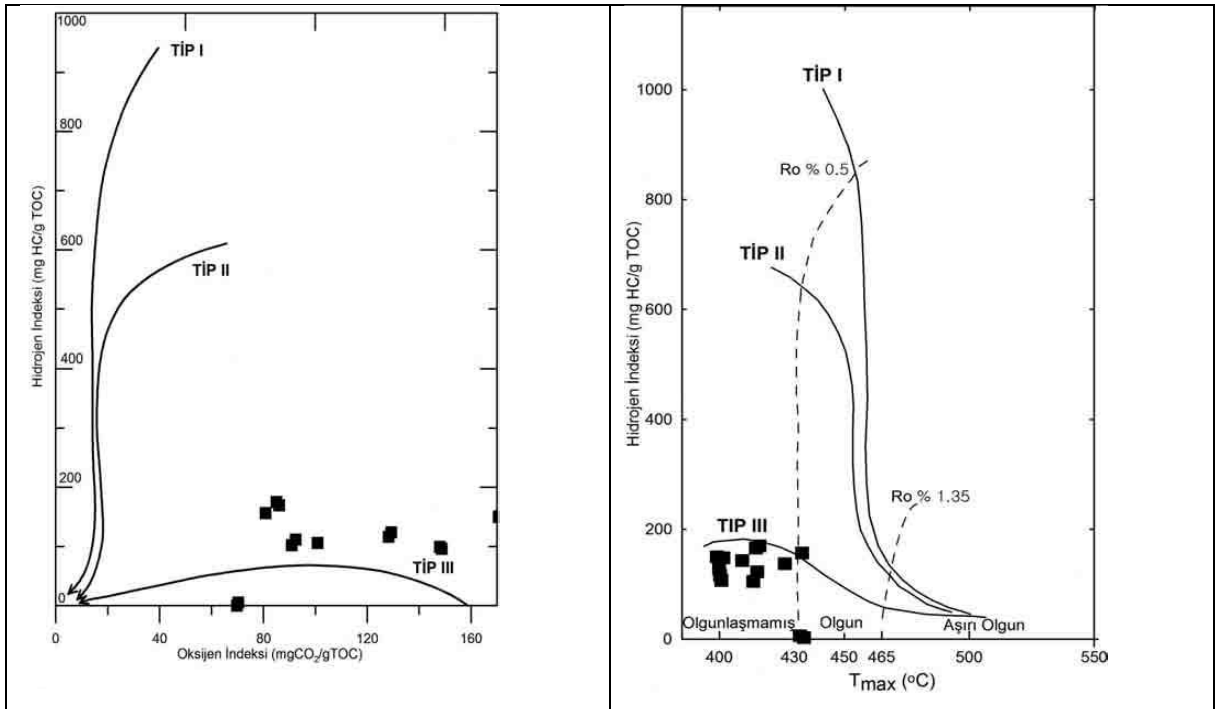 1000
TİP I
800
600
TİP II
400
200
TİP III
0
0
40
80
120
160
Hidrojen İndeksi (mg HC/g TOC)
Oksijen İndeksi (mgCO₂/gTOC)
TİP I
1000
Ro % 0.5
800
TİP II
600
400
Ro % 1.35
200
TIP III
Olgunlaşmamış
Olgun
Aşırı Olgun
0
400
430
450
465
500
550
Hidrojen İndeksi (mg HC/g TOC)
Tmax (°C)